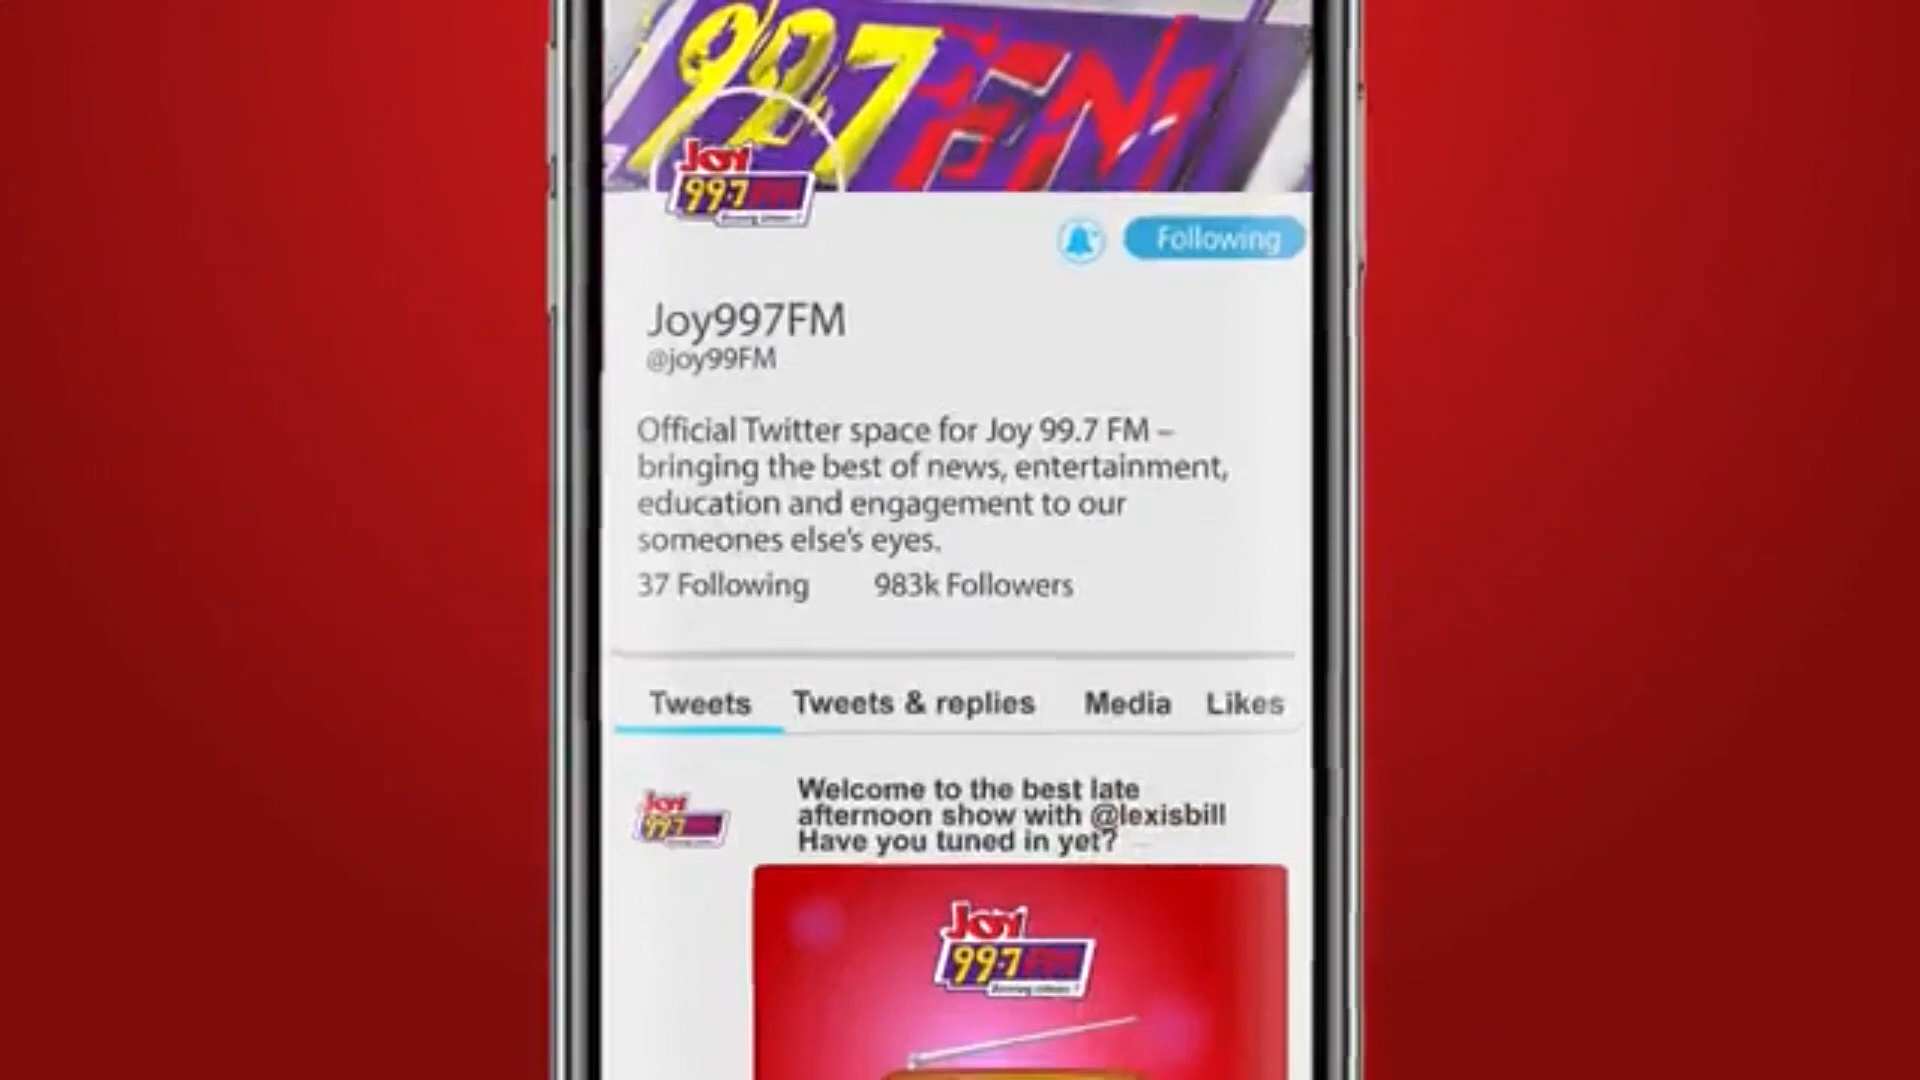 99.7 FM
Joy
99.7 FM
Following
Joy997FM
@joy99FM
Official Twitter space for Joy 99.7 FM –
bringing the best of news, entertainment,
education and engagement to our
someones else's eyes.
37 Following 983k Followers
Tweets Tweets & replies Media Likes
Joy
99.7
Welcome to the best late
afternoon show with @lexisbill
Have you tuned in yet?
Joy
99.7 FM